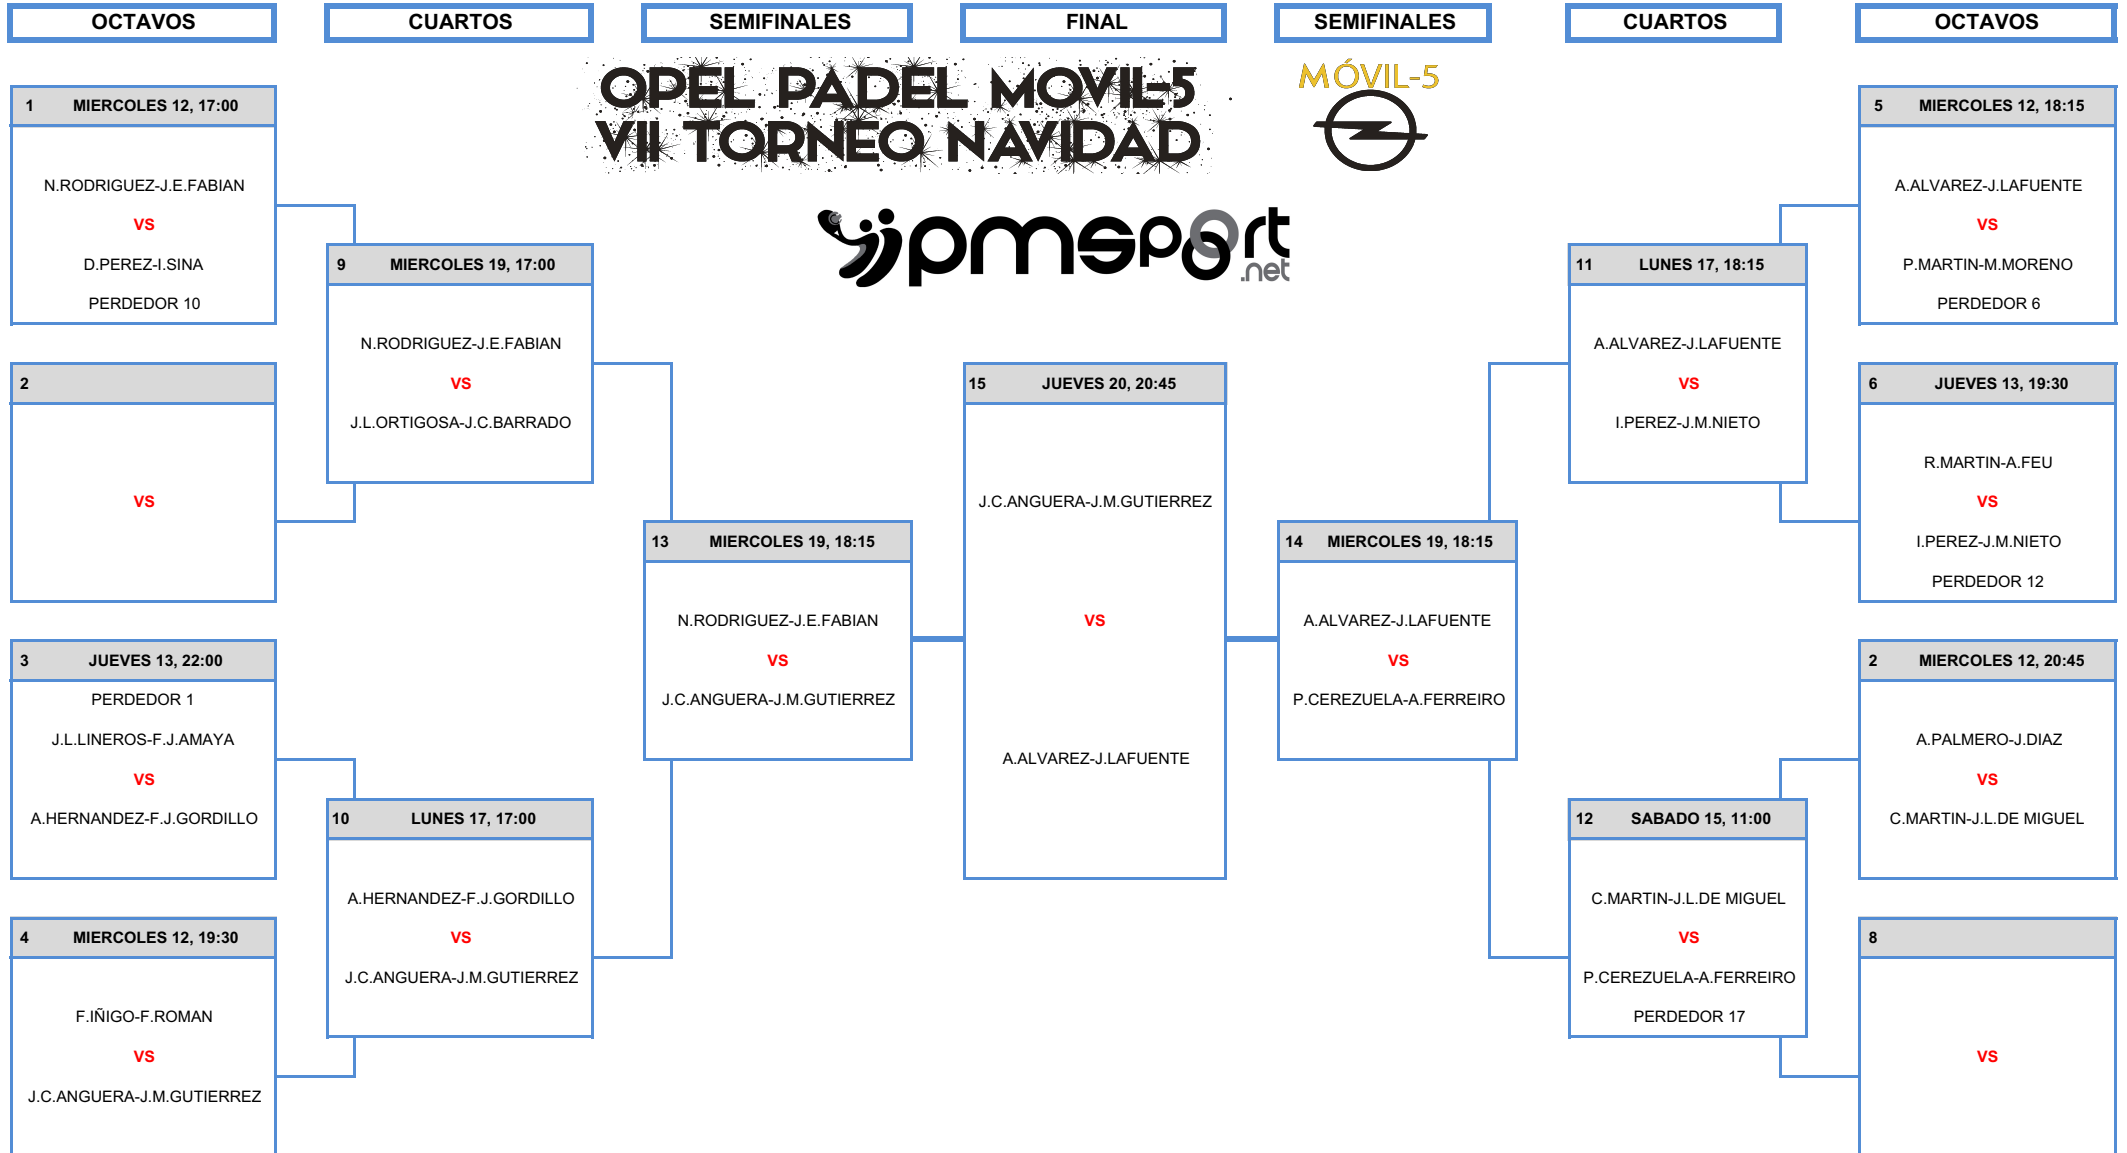 OCTAVOS
CUARTOS
SEMIFINALES
FINAL
SEMIFINALES
CUARTOS
OCTAVOS
OPEL PADEL MOVIL-5
VII TORNEO NAVIDAD
MÓVIL-5
pmsport
.net
1 MIERCOLES 12, 17:00
N.RODRIGUEZ-J.E.FABIAN
VS
D.PEREZ-I.SINA
PERDEDOR 10
2
VS
3 JUEVES 13, 22:00
PERDEDOR 1
J.L.LINEROS-F.J.AMAYA
VS
A.HERNANDEZ-F.J.GORDILLO
4 MIERCOLES 12, 19:30
F.IÑIGO-F.ROMAN
VS
J.C.ANGUERA-J.M.GUTIERREZ
9 MIERCOLES 19, 17:00
N.RODRIGUEZ-J.E.FABIAN
VS
J.L.ORTIGOSA-J.C.BARRADO
10 LUNES 17, 17:00
A.HERNANDEZ-F.J.GORDILLO
VS
J.C.ANGUERA-J.M.GUTIERREZ
13 MIERCOLES 19, 18:15
N.RODRIGUEZ-J.E.FABIAN
VS
J.C.ANGUERA-J.M.GUTIERREZ
15 JUEVES 20, 20:45
J.C.ANGUERA-J.M.GUTIERREZ
VS
A.ALVAREZ-J.LAFUENTE
14 MIERCOLES 19, 18:15
A.ALVAREZ-J.LAFUENTE
VS
P.CEREZUELA-A.FERREIRO
11 LUNES 17, 18:15
A.ALVAREZ-J.LAFUENTE
VS
I.PEREZ-J.M.NIETO
12 SABADO 15, 11:00
C.MARTIN-J.L.DE MIGUEL
VS
P.CEREZUELA-A.FERREIRO
PERDEDOR 17
5 MIERCOLES 12, 18:15
A.ALVAREZ-J.LAFUENTE
VS
P.MARTIN-M.MORENO
PERDEDOR 6
6 JUEVES 13, 19:30
R.MARTIN-A.FEU
VS
I.PEREZ-J.M.NIETO
PERDEDOR 12
2 MIERCOLES 12, 20:45
A.PALMERO-J.DIAZ
VS
C.MARTIN-J.L.DE MIGUEL
8
VS